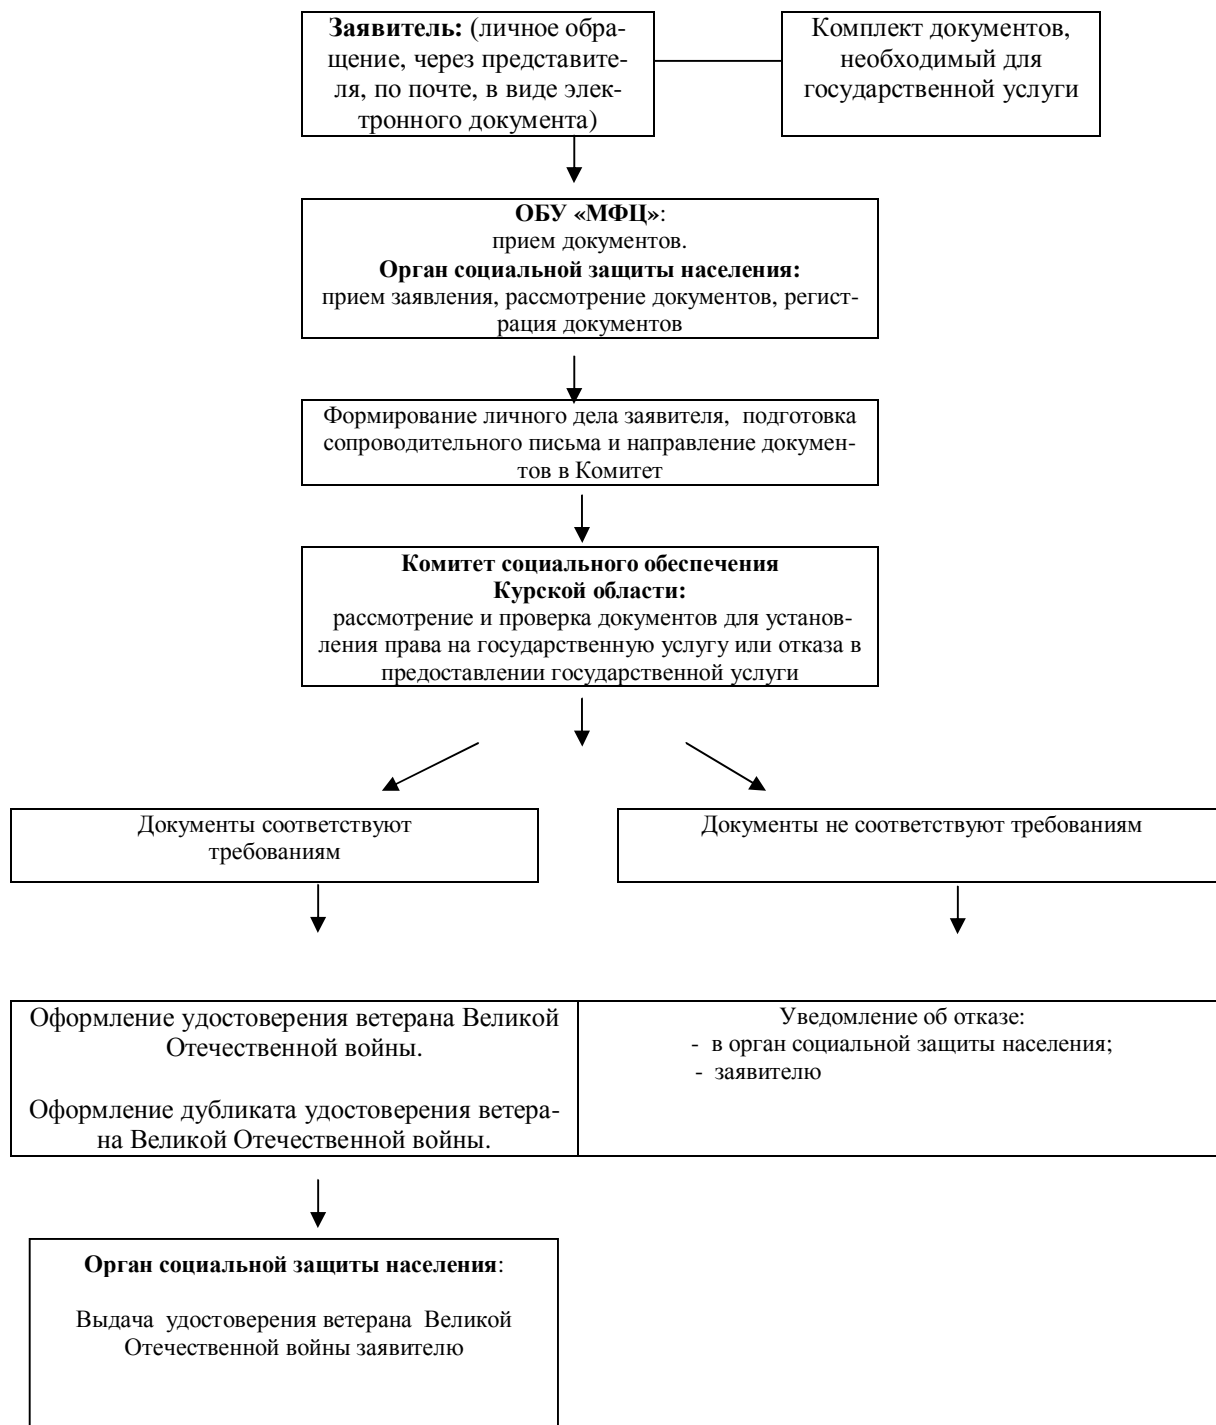 Заявитель: (личное обра-
щение, через представите-
ля, по почте, в виде элек-
тронного документа)
Комплект документов,
необходимый для
государственной услуги
ОБУ «МФЦ»:
прием документов.
Орган социальной защиты населения:
прием заявления, рассмотрение документов, регист-
рация документов
Формирование личного дела заявителя, подготовка
сопроводительного письма и направление докумен-
тов в Комитет
Комитет социального обеспечения
Курской области:
рассмотрение и проверка документов для установ-
ления права на государственную услугу или отказа в
предоставлении государственной услуги
Документы соответствуют
требованиям
Документы не соответствуют требованиям
Оформление удостоверения ветерана Великой
Отечественной войны.
Оформление дубликата удостоверения ветера-
на Великой Отечественной войны.
Уведомление об отказе:
- в орган социальной защиты населения;
- заявителю
Орган социальной защиты населения:
Выдача удостоверения ветерана Великой
Отечественной войны заявителю